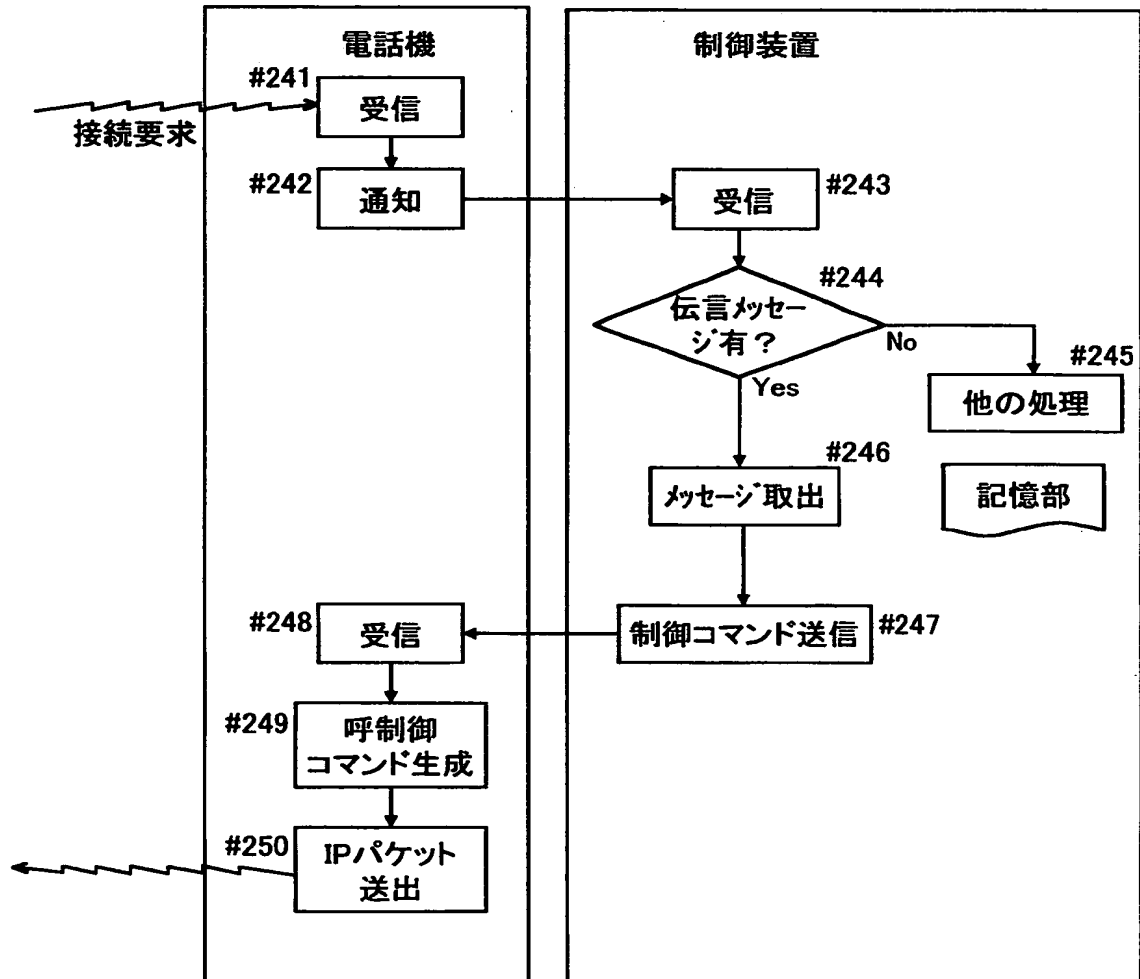 電話機
制御装置
#241
受信
接続要求
#242
通知
受信
#243
#244
伝言メッセー
ジ有？
No
Yes
#245
他の処理
#246
メッセージ取出
記憶部
#248
受信
制御コマンド送信
#247
#249
呼制御
コマンド生成
#250
IPパケット
送出